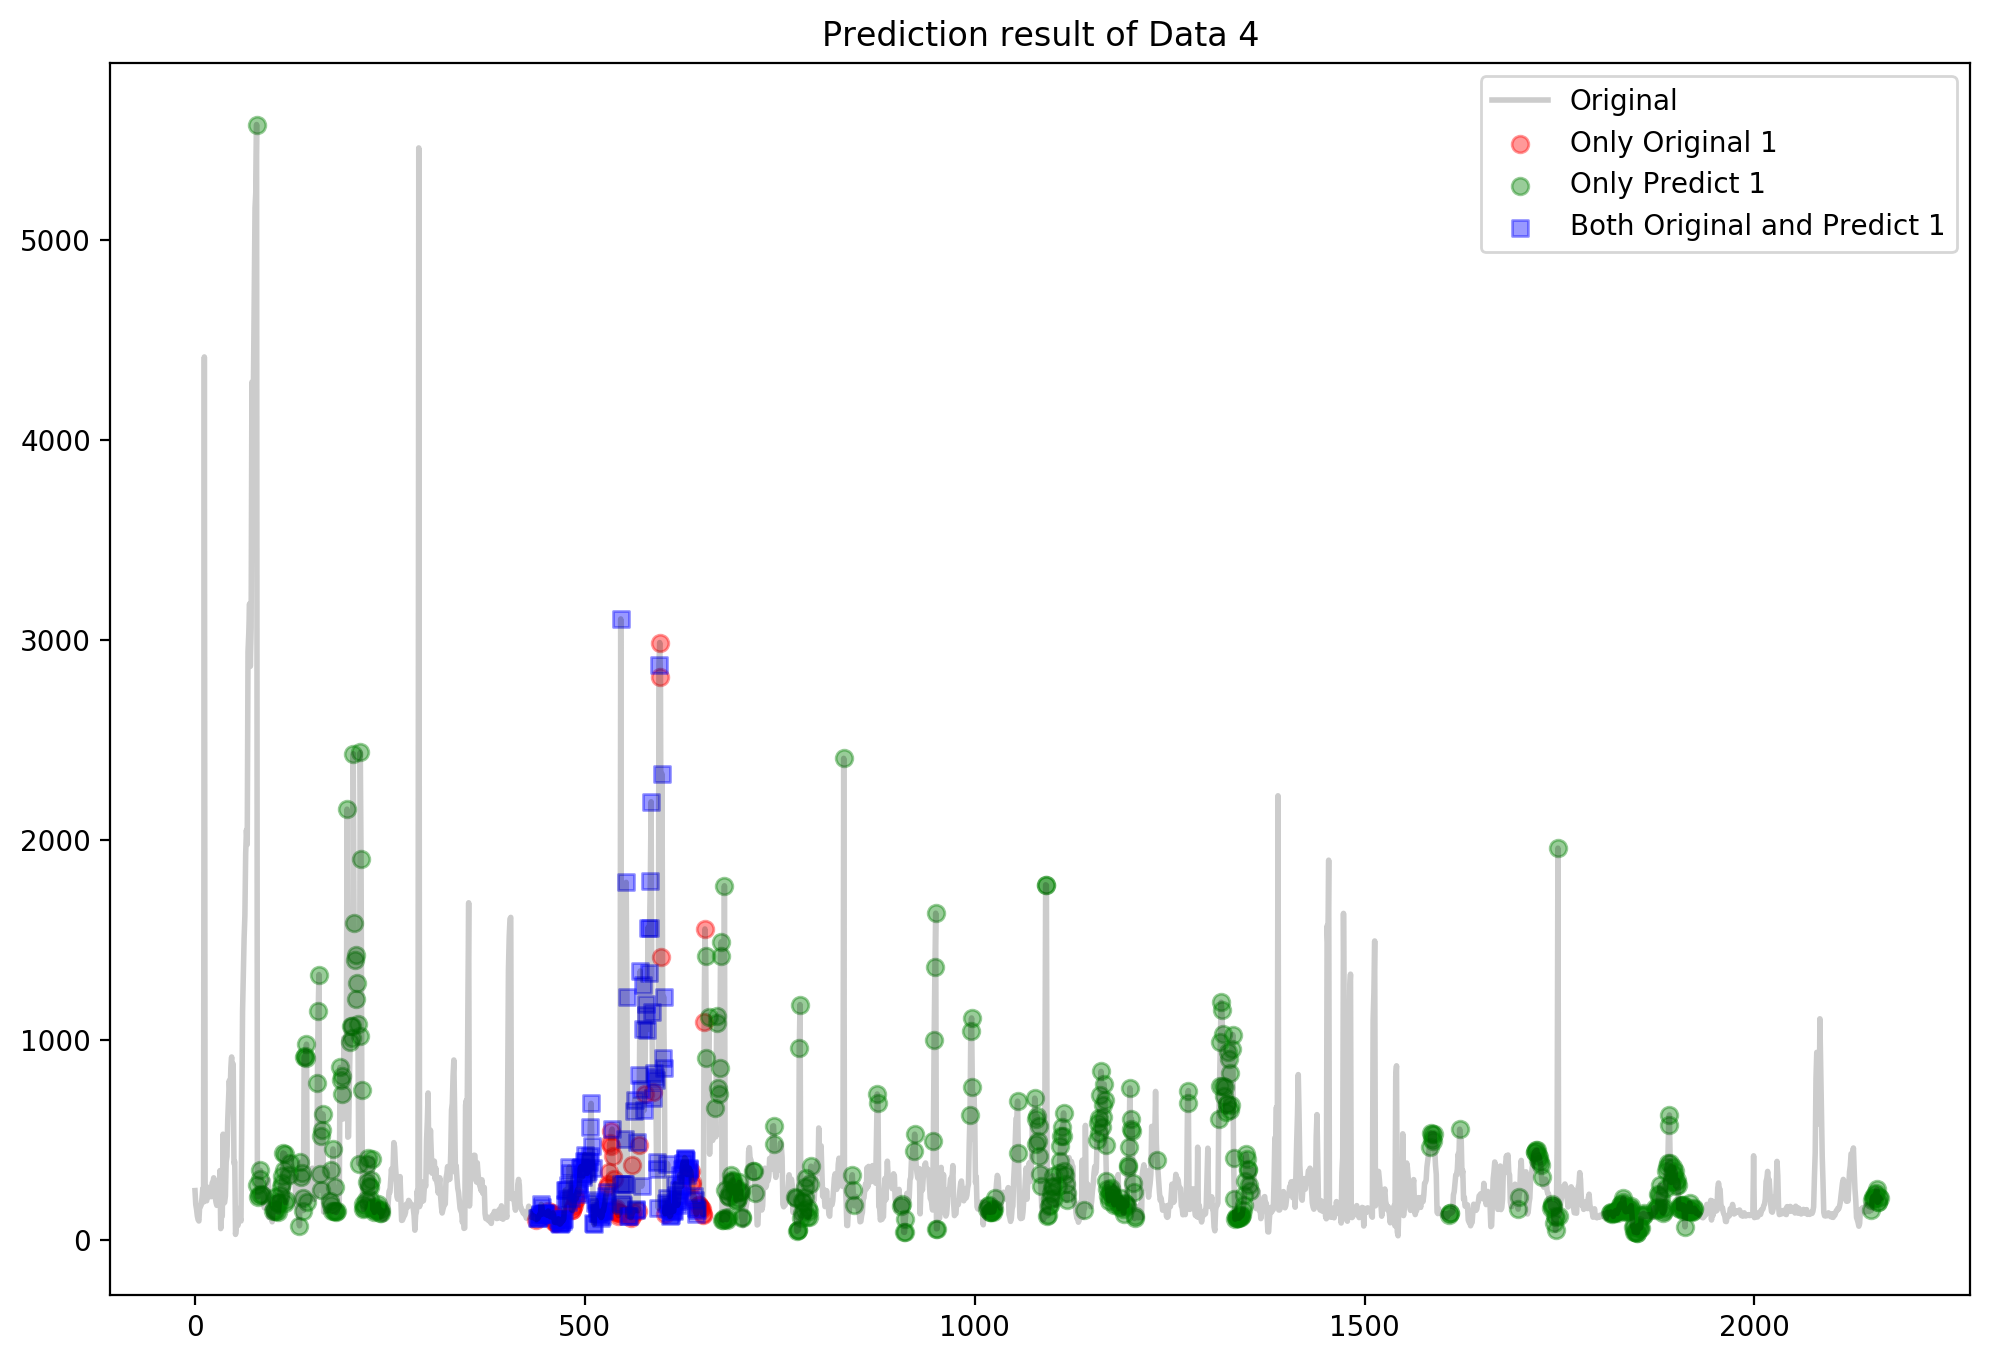 Prediction result of Data 4
Original
Only Original 1
Only Predict 1
Both Original and Predict 1
5000
4000
3000
2000
1000
0
0 500 1000 1500 2000